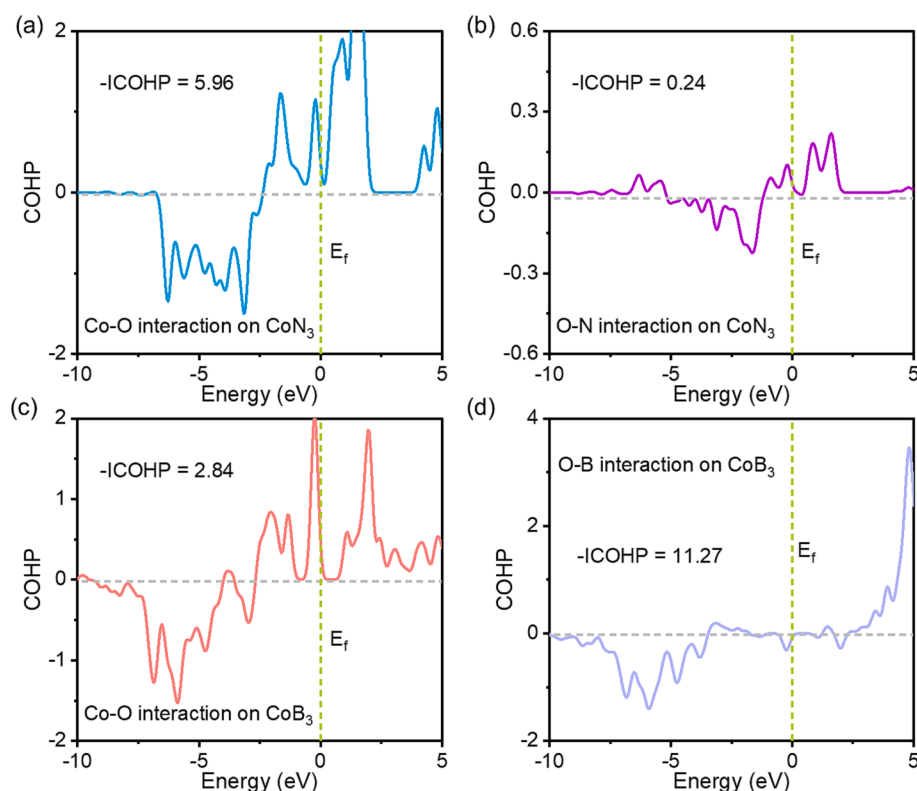 (a)
2
-ICOHP = 5.96
COHP
0
E_f
Co-O interaction on CoN₃
-2
-10
-5
0
5
Energy (eV)
(b)
0.6
-ICOHP = 0.24
0.3
COHP
0.0
E_f
-0.3
O-N interaction on CoN₃
-0.6
-10
-5
0
5
Energy (eV)
(c)
2
-ICOHP = 2.84
1
COHP
0
E_f
-1
Co-O interaction on CoB₃
-2
-10
-5
0
5
Energy (eV)
(d)
4
O-B interaction on CoB₃
E_f
2
-ICOHP = 11.27
COHP
0
-2
-10
-5
0
5
Energy (eV)